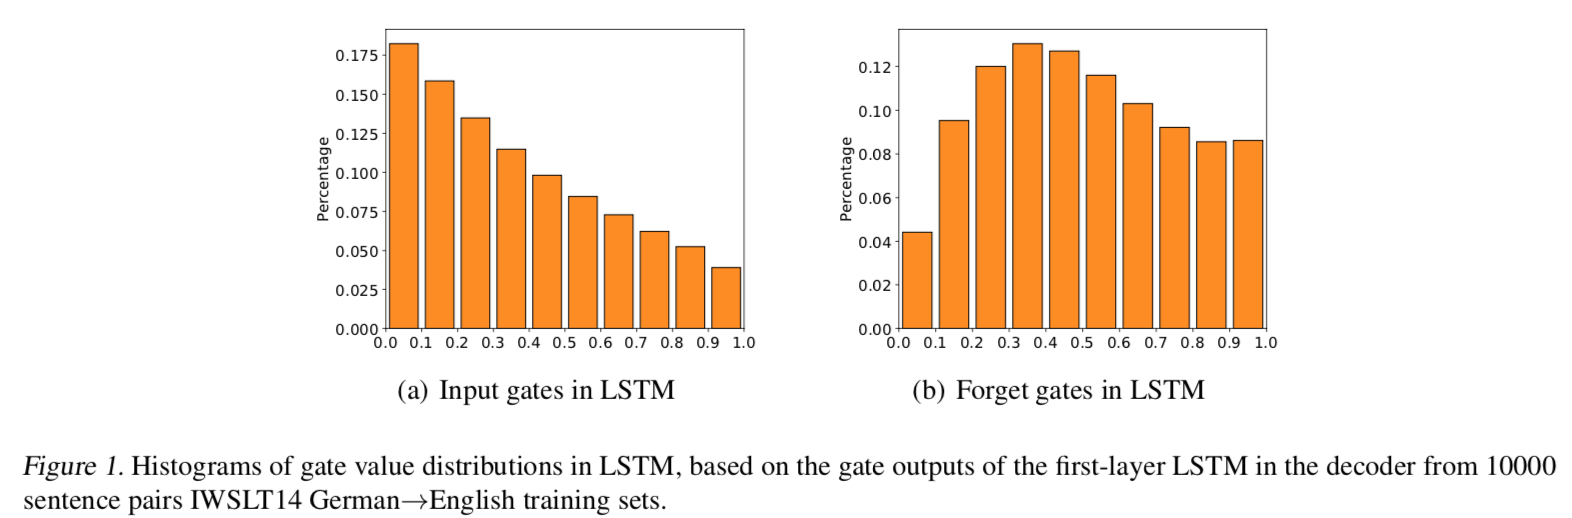 0.175
0.150
0.125
0.100
0.075
0.050
0.025
0.000
Percentage
0.0 0.1 0.2 0.3 0.4 0.5 0.6 0.7 0.8 0.9 1.0
(a) Input gates in LSTM
0.12
0.10
0.08
0.06
0.04
0.02
0.00
Percentage
0.0 0.1 0.2 0.3 0.4 0.5 0.6 0.7 0.8 0.9 1.0
(b) Forget gates in LSTM
Figure 1. Histograms of gate value distributions in LSTM, based on the gate outputs of the first-layer LSTM in the decoder from 10000
sentence pairs IWSLT14 German→English training sets.